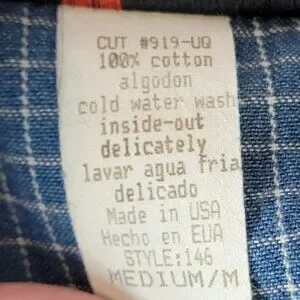 CUT #919-UQ
100% cotton
algodon
cold water wash
inside-out
delicately
lavar agua fria
delicado
Made in USA
Hecho en EUA
STYLE:146
MEDIUM/M